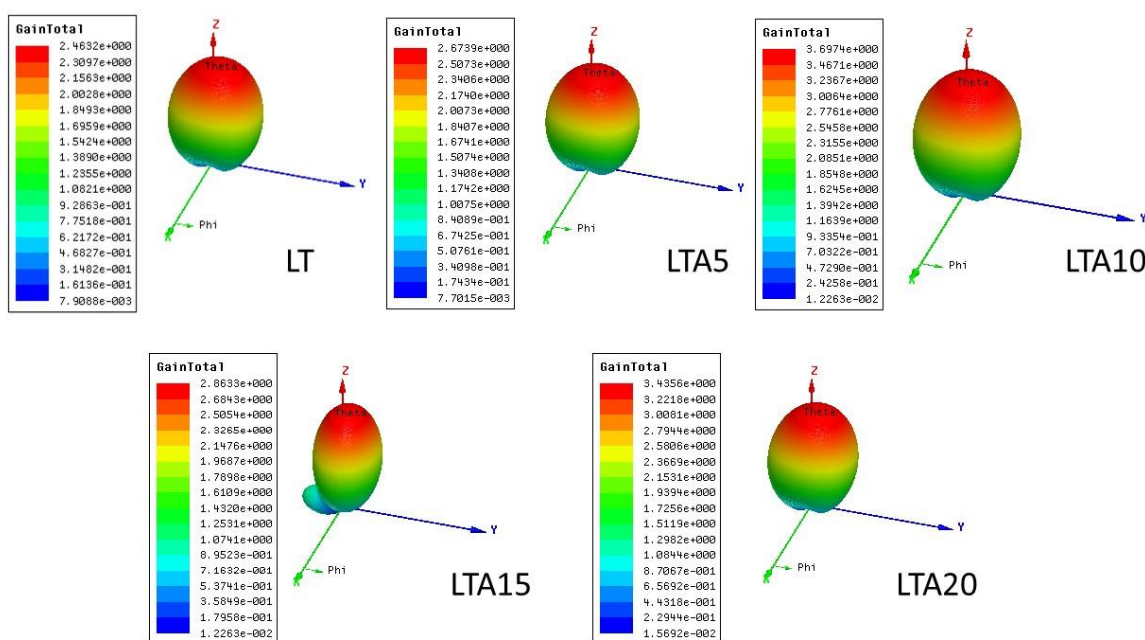 GainTotal
2.4632e+000
2.3097e+000
2.1563e+000
2.0028e+000
1.8493e+000
1.6959e+000
1.5424e+000
1.3890e+000
1.2355e+000
1.0821e+000
9.2863e-001
7.7518e-001
6.2172e-001
4.6827e-001
3.1482e-001
1.6136e-001
7.9088e-003
Z
Theta
Y
Phi
LT
GainTotal
2.6739e+000
2.5073e+000
2.3406e+000
2.1740e+000
2.0073e+000
1.8407e+000
1.6741e+000
1.5074e+000
1.3408e+000
1.1742e+000
1.0075e+000
8.4089e-001
6.7425e-001
5.0761e-001
3.4098e-001
1.7434e-001
7.7015e-003
Z
Theta
Y
Phi
LTA5
GainTotal
3.6974e+000
3.4671e+000
3.2367e+000
3.0064e+000
2.7761e+000
2.5458e+000
2.3155e+000
2.0851e+000
1.8548e+000
1.6245e+000
1.3942e+000
1.1639e+000
9.3354e-001
7.0322e-001
4.7290e-001
2.4258e-001
1.2263e-002
Z
Theta
Y
Phi
LTA10
GainTotal
2.8633e+000
2.6843e+000
2.5054e+000
2.3265e+000
2.1476e+000
1.9687e+000
1.7898e+000
1.6109e+000
1.4320e+000
1.2531e+000
1.0741e+000
8.9523e-001
7.1632e-001
5.3741e-001
3.5849e-001
1.7958e-001
1.2263e-002
Z
Theta
Y
Phi
LTA15
GainTotal
3.4356e+000
3.2218e+000
3.0081e+000
2.7944e+000
2.5806e+000
2.3669e+000
2.1531e+000
1.9394e+000
1.7256e+000
1.5119e+000
1.2982e+000
1.0844e+000
8.7067e-001
6.5692e-001
4.4318e-001
2.2944e-001
1.5692e-002
Z
Theta
Y
Phi
LTA20